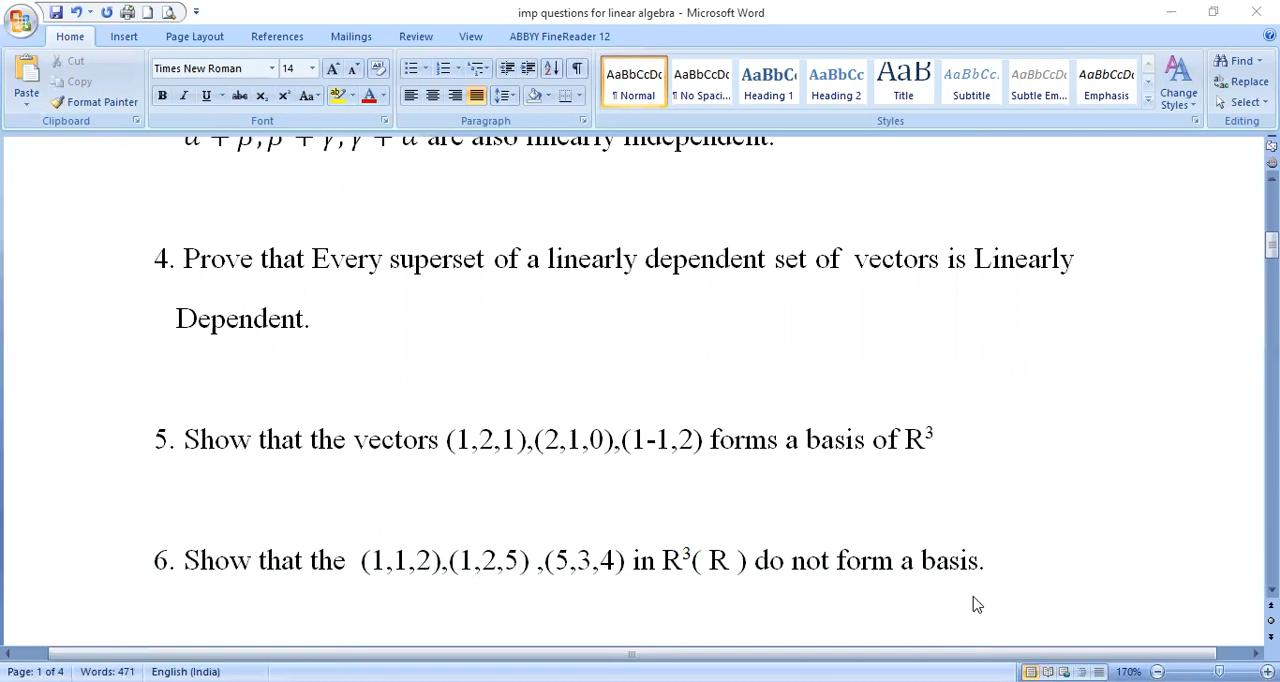 imp questions for linear algebra - Microsoft Word
Home Insert Page Layout References Mailings Review View ABBYY FineReader 12
Paste
Cut
Copy
Format Painter
Clipboard
Times New Roman 14
B I U abc X₂ X² Aa
Font
Paragraph
AaBbCcDc AaBbCcDc AaBbC AaBbCc AaB AaBbCc. AaBbCcDc AaBbCcDc
¶ Normal ¶ No Spaci... Heading 1 Heading 2 Title Subtitle Subtle Em... Emphasis
Change Styles
Styles
Find
Replace
Select
Editing
α + β, β + γ, γ + α are also linearly independent.
4. Prove that Every superset of a linearly dependent set of vectors is Linearly
Dependent.
5. Show that the vectors (1,2,1),(2,1,0),(1-1,2) forms a basis of R³
6. Show that the (1,1,2),(1,2,5) ,(5,3,4) in R³( R ) do not form a basis.
Page: 1 of 4 Words: 471 English (India) 170%